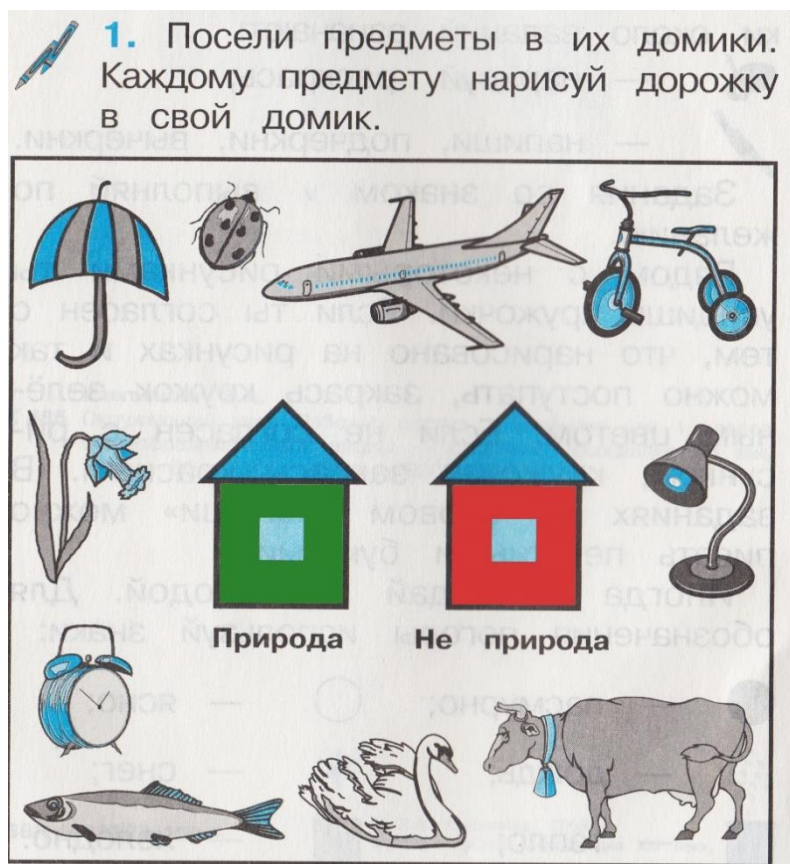 1. Посели предметы в их домики.
Каждому предмету нарисуй дорожку
в свой домик.
Природа Не природа